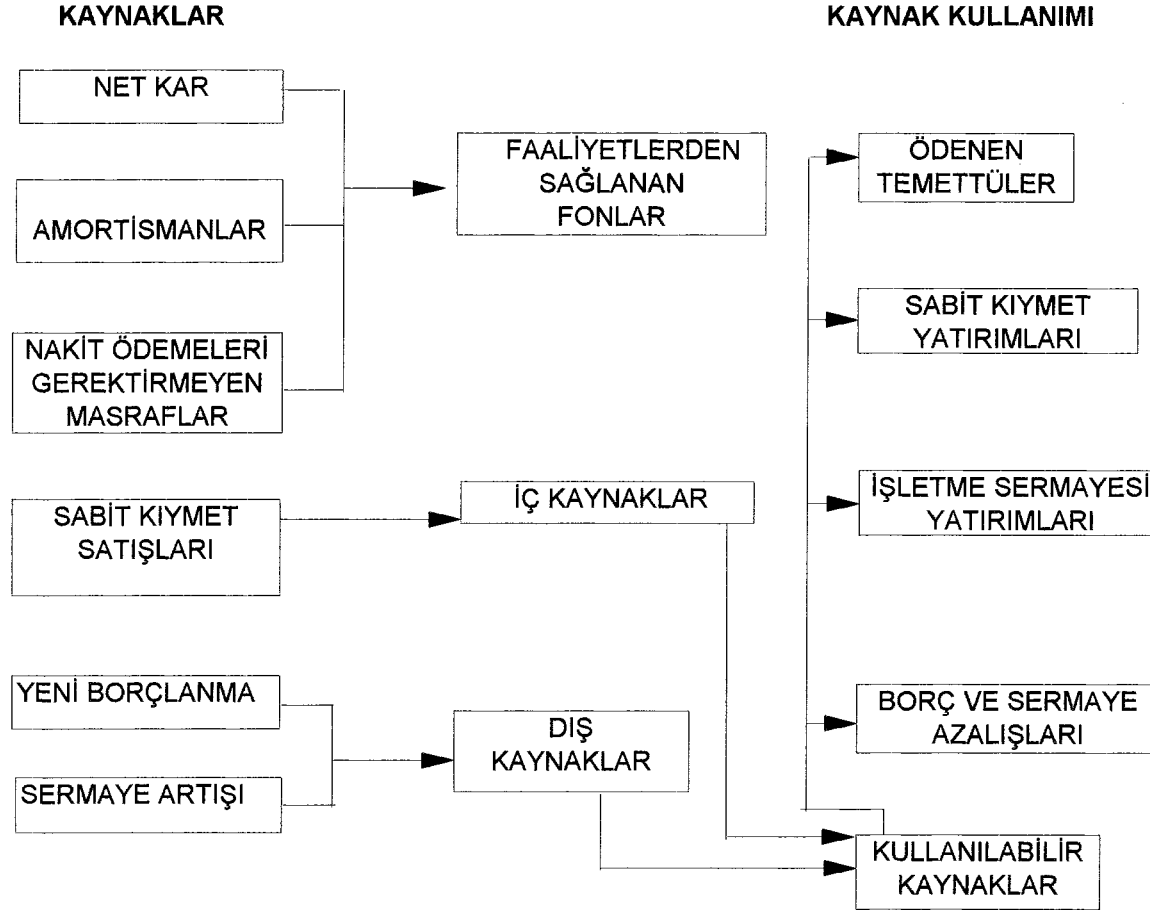 KAYNAKLAR
KAYNAK KULLANIMI
NET KAR
AMORTİSMANLAR
NAKİT ÖDEMELERİ
GEREKTİRMEYEN
MASRAFLAR
SABİT KIYMET
SATIŞLARI
YENİ BORÇLANMA
SERMAYE ARTIŞI
FAALİYETLERDEN
SAĞLANAN
FONLAR
İÇ KAYNAKLAR
DIŞ
KAYNAKLAR
ÖDENEN
TEMETTÜLER
SABİT KIYMET
YATIRIMLARI
İŞLETME SERMAYESİ
YATIRIMLARI
BORÇ VE SERMAYE
AZALIŞLARI
KULLANILABİLİR
KAYNAKLAR